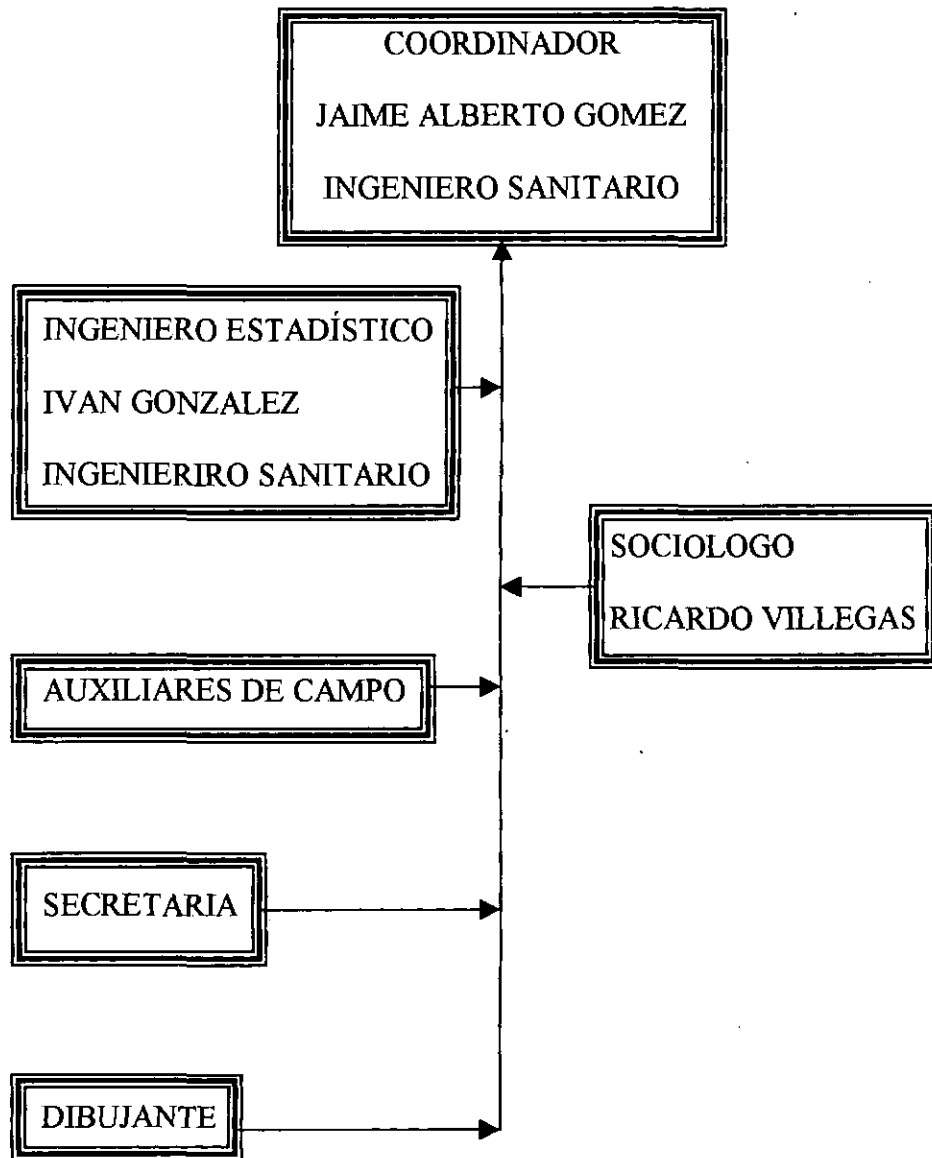 COORDINADOR
JAIME ALBERTO GOMEZ
INGENIERO SANITARIO
INGENIERO ESTADÍSTICO
IVAN GONZALEZ
INGENIERIRO SANITARIO
SOCIOLOGO
RICARDO VILLEGAS
AUXILIARES DE CAMPO
SECRETARIA
DIBUJANTE